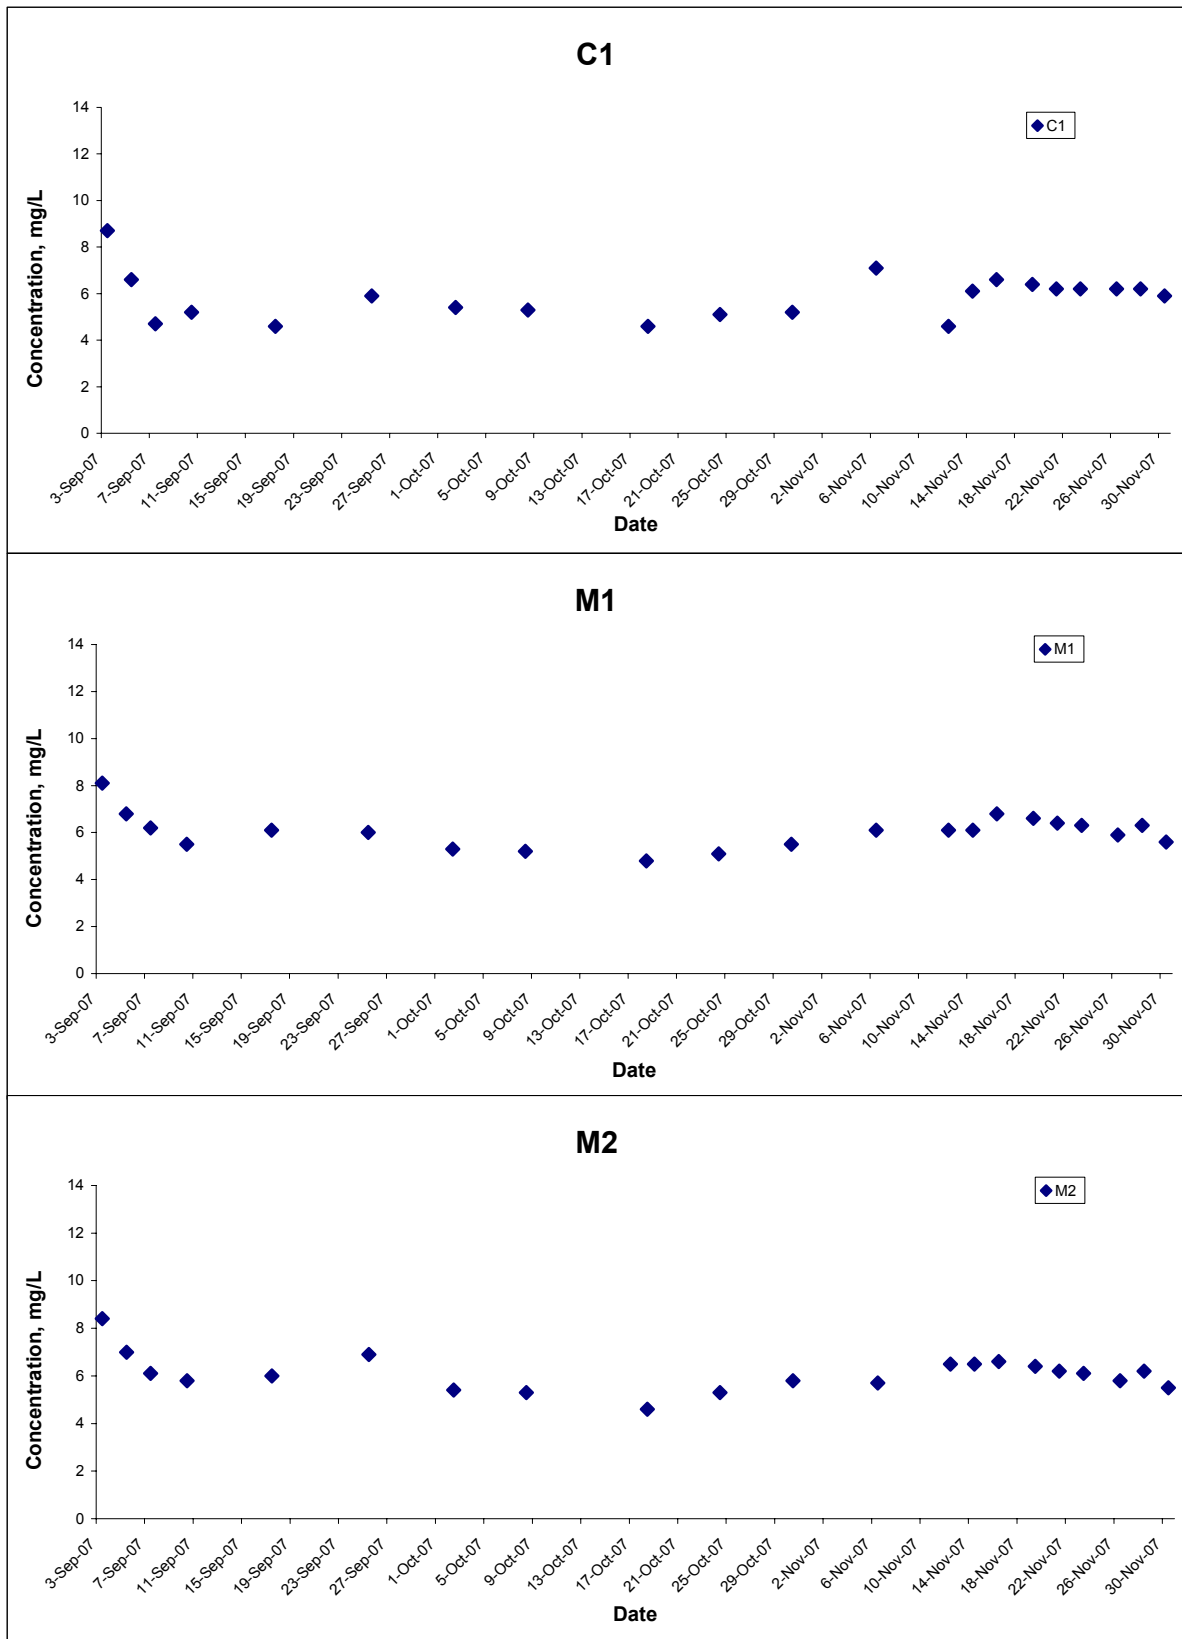 C1
14
C1
12
10
8
6
4
2
0
Concentration, mg/L
3-Sep-07 7-Sep-07 11-Sep-07 15-Sep-07 19-Sep-07 23-Sep-07 27-Sep-07 1-Oct-07 5-Oct-07 9-Oct-07 13-Oct-07 17-Oct-07 21-Oct-07 25-Oct-07 29-Oct-07 2-Nov-07 6-Nov-07 10-Nov-07 14-Nov-07 18-Nov-07 22-Nov-07 26-Nov-07 30-Nov-07
Date
M1
14
M1
12
10
8
6
4
2
0
Concentration, mg/L
3-Sep-07 7-Sep-07 11-Sep-07 15-Sep-07 19-Sep-07 23-Sep-07 27-Sep-07 1-Oct-07 5-Oct-07 9-Oct-07 13-Oct-07 17-Oct-07 21-Oct-07 25-Oct-07 29-Oct-07 2-Nov-07 6-Nov-07 10-Nov-07 14-Nov-07 18-Nov-07 22-Nov-07 26-Nov-07 30-Nov-07
Date
M2
14
M2
12
10
8
6
4
2
0
Concentration, mg/L
3-Sep-07 7-Sep-07 11-Sep-07 15-Sep-07 19-Sep-07 23-Sep-07 27-Sep-07 1-Oct-07 5-Oct-07 9-Oct-07 13-Oct-07 17-Oct-07 21-Oct-07 25-Oct-07 29-Oct-07 2-Nov-07 6-Nov-07 10-Nov-07 14-Nov-07 18-Nov-07 22-Nov-07 26-Nov-07 30-Nov-07
Date